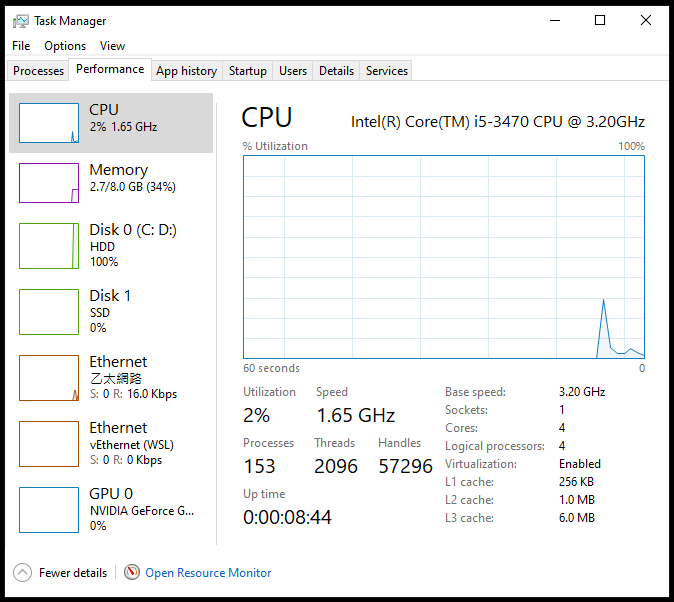 Task Manager
File Options View
Processes Performance App history Startup Users Details Services
CPU
2% 1.65 GHz
Memory
2.7/8.0 GB (34%)
Disk 0 (C: D:)
HDD
100%
Disk 1
SSD
0%
Ethernet
乙太網路
S: 0 R: 16.0 Kbps
Ethernet
vEthernet (WSL)
S: 0 R: 0 Kbps
GPU 0
NVIDIA GeForce G...
0%
CPU Intel(R) Core(TM) i5-3470 CPU @ 3.20GHz
% Utilization 100%
60 seconds 0
Utilization Speed
2% 1.65 GHz
Processes Threads Handles
153 2096 57296
Up time
0:00:08:44
Base speed: 3.20 GHz
Sockets: 1
Cores: 4
Logical processors: 4
Virtualization: Enabled
L1 cache: 256 KB
L2 cache: 1.0 MB
L3 cache: 6.0 MB
Fewer details Open Resource Monitor